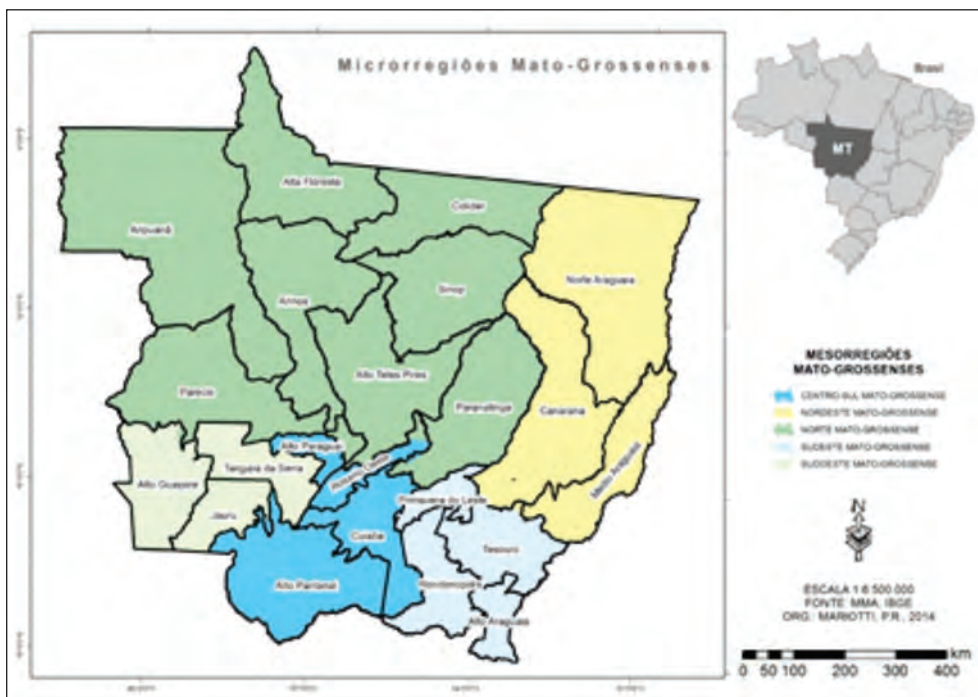 Microrregiões Mato-Grossenses
Brasil
MT
Alta Floresta
Colider
Aripuanã
Norte Araguaia
Sinop
Arinos
Alto Teles Pires
Parecis
Paranatinga
Canarana
Alto Paraguai
Médio Araguaia
Tangará da Serra
Rosário Oeste
Alto Guaporé
Primavera do Leste
Jauru
Cuiabá
Tesouro
Alto Pantanal
Rondonópolis
Alto Araguaia
MESORREGIÕES
MATO-GROSSENSES
CENTRO-SUL MATO-GROSSENSE
NORDESTE MATO-GROSSENSE
NORTE MATO-GROSSENSE
SUDESTE MATO-GROSSENSE
SUDOESTE MATO-GROSSENSE
N
ESCALA 1:6 500.000
FONTE: MMA, IBGE
ORG.: MARIOTTI, P.R., 2014
km
0 50 100 200 300 400